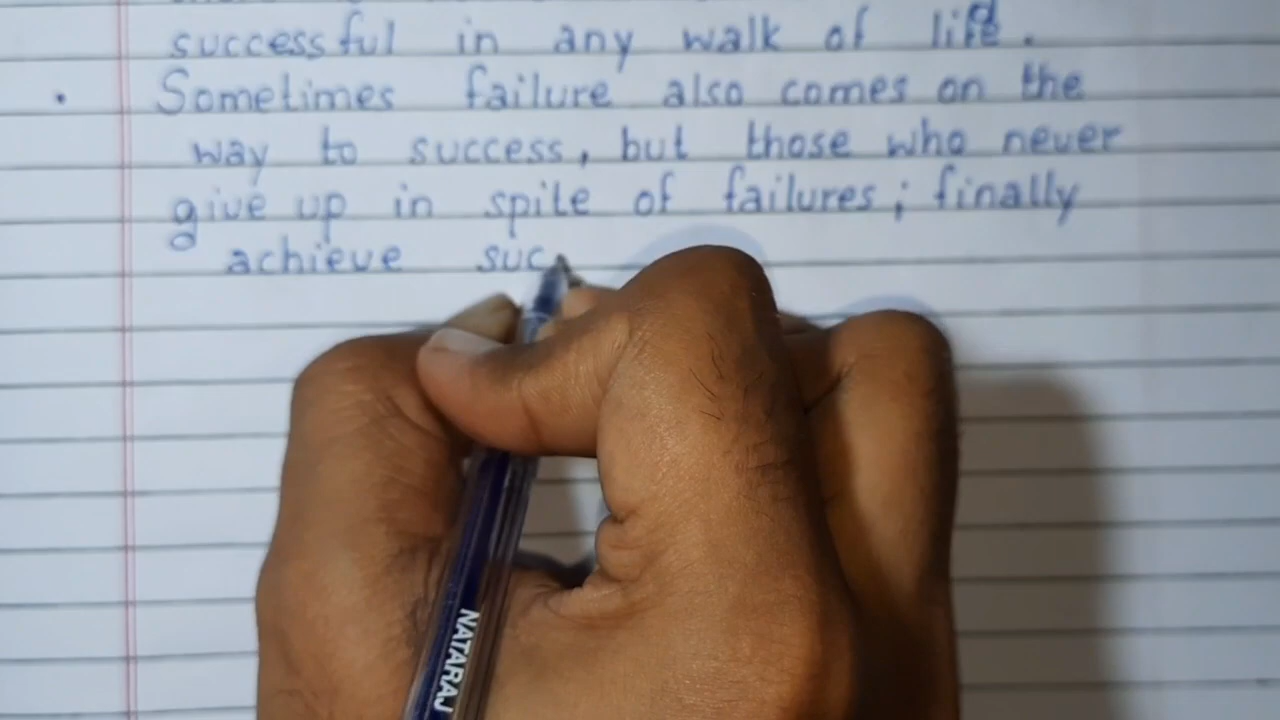 successful in any walk of life.
• Sometimes failure also comes on the
way to success, but those who never
give up in spite of failures; finally
achieve suc
NATARAJ